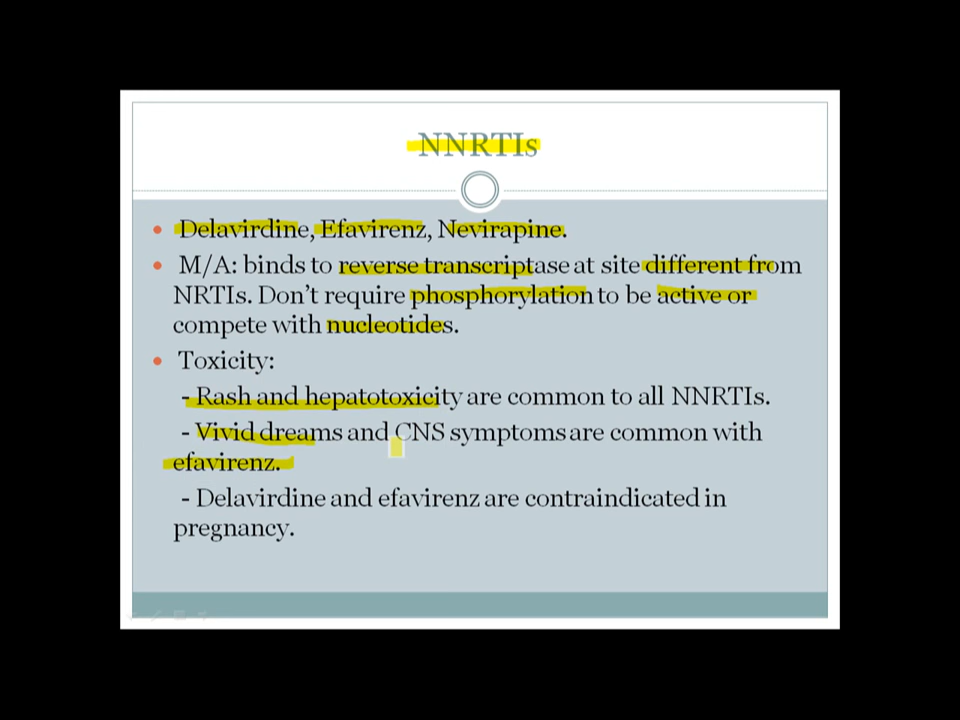 NNRTIs
• Delavirdine, Efavirenz, Nevirapine.
• M/A: binds to reverse transcriptase at site different from
NRTIs. Don't require phosphorylation to be active or
compete with nucleotides.
• Toxicity:
- Rash and hepatotoxicity are common to all NNRTIs.
- Vivid dreams and CNS symptoms are common with
efavirenz.
- Delavirdine and efavirenz are contraindicated in
pregnancy.